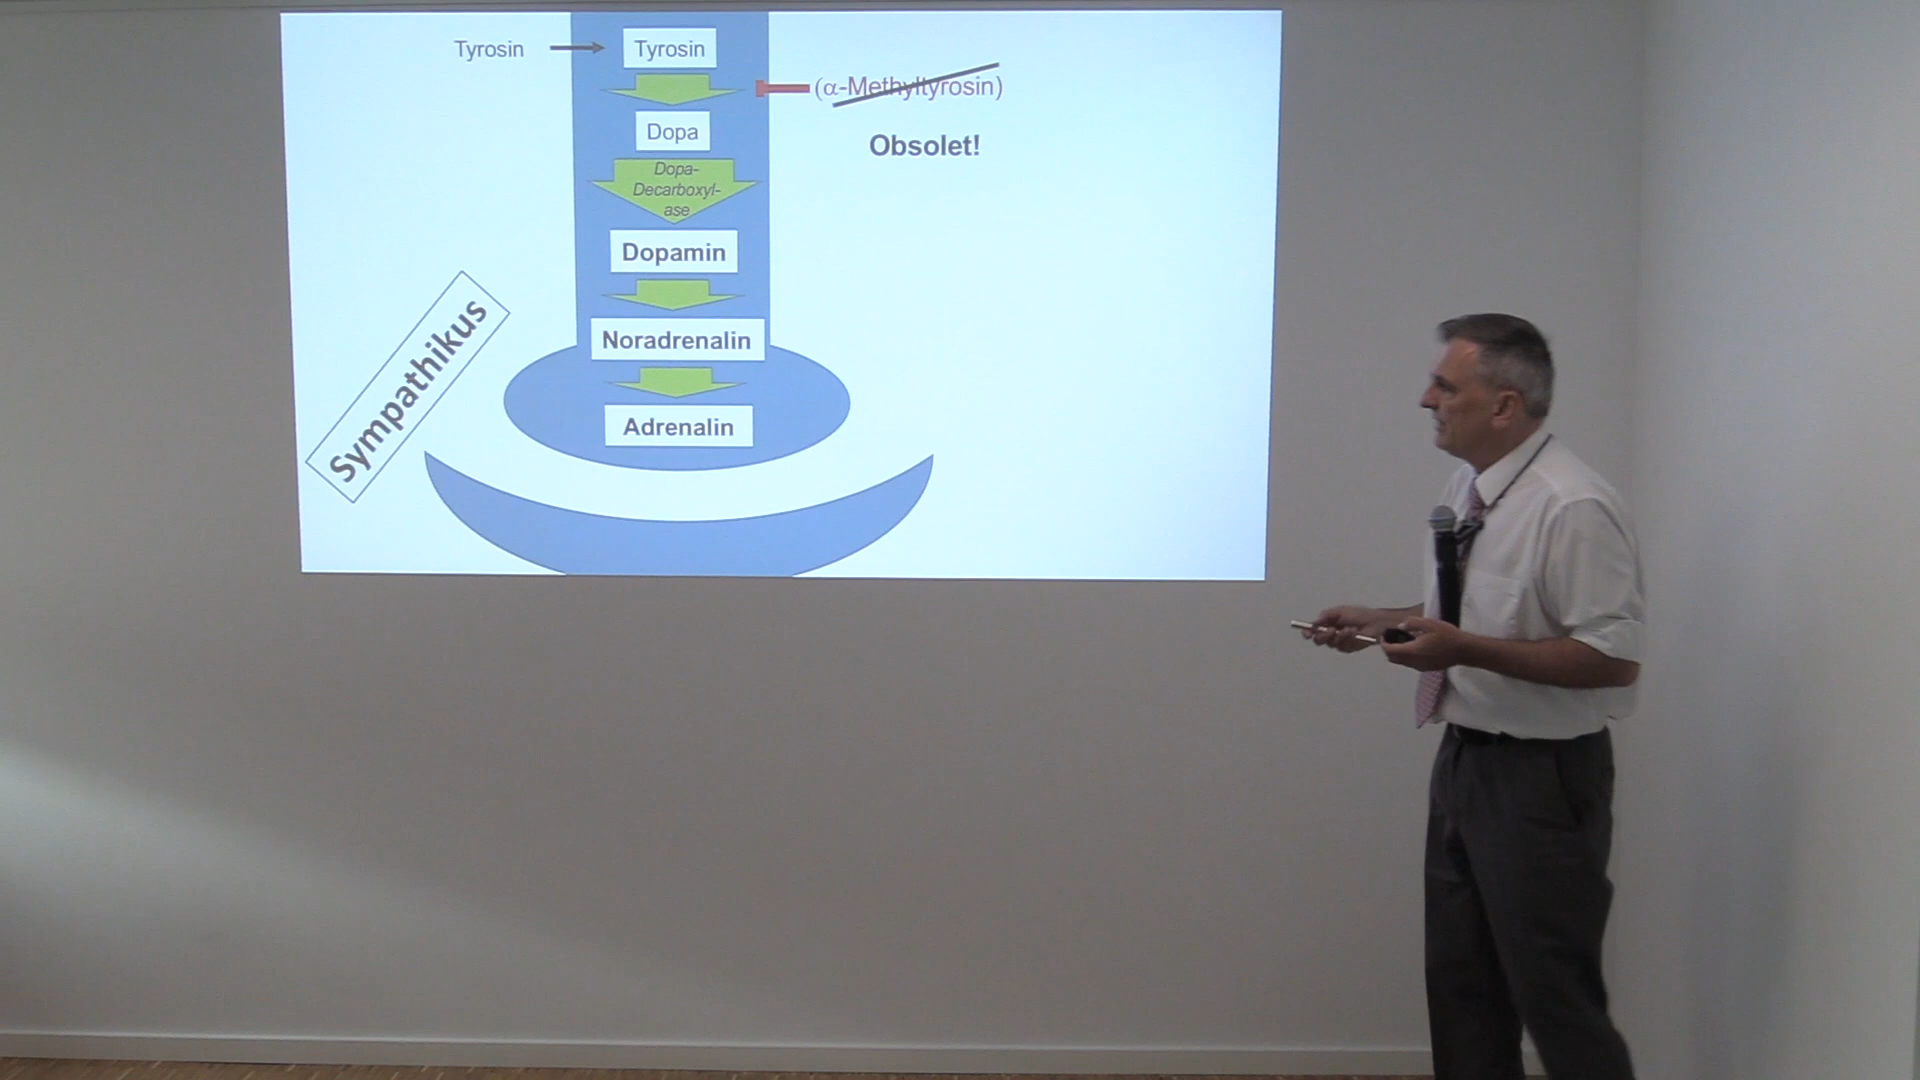 Tyrosin
Tyrosin
(α-Methyltyrosin)
Dopa
Obsolet!
Dopa-
Decarboxyl-
ase
Dopamin
Noradrenalin
Adrenalin
Sympathikus